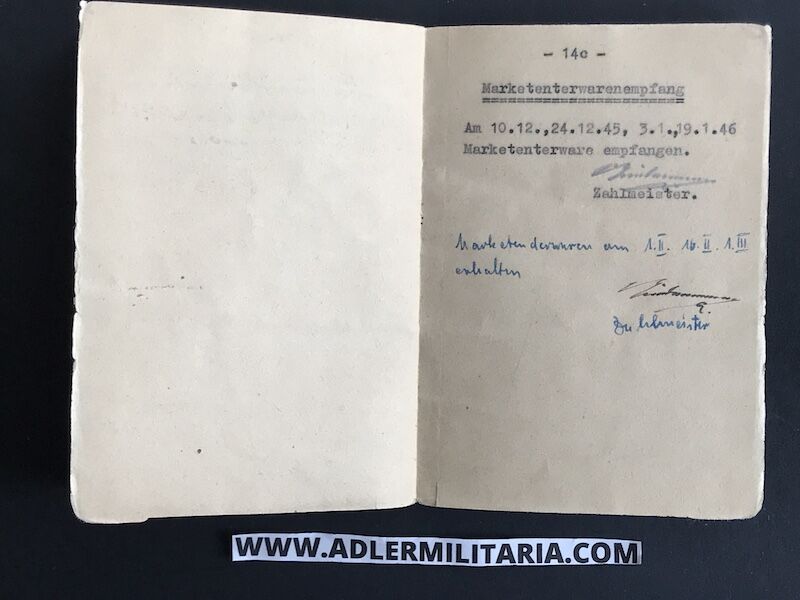 - 14c -
Marketenterwarenempfang
Am 10.12.,24.12.45, 3.1.,19.1.46
Marketenterware empfangen.
Zahlmeister.
Marketenderwaren am 1.II. 16.II. 1.III
erhalten
Zahlmeister
WWW.ADLERMILITARIA.COM